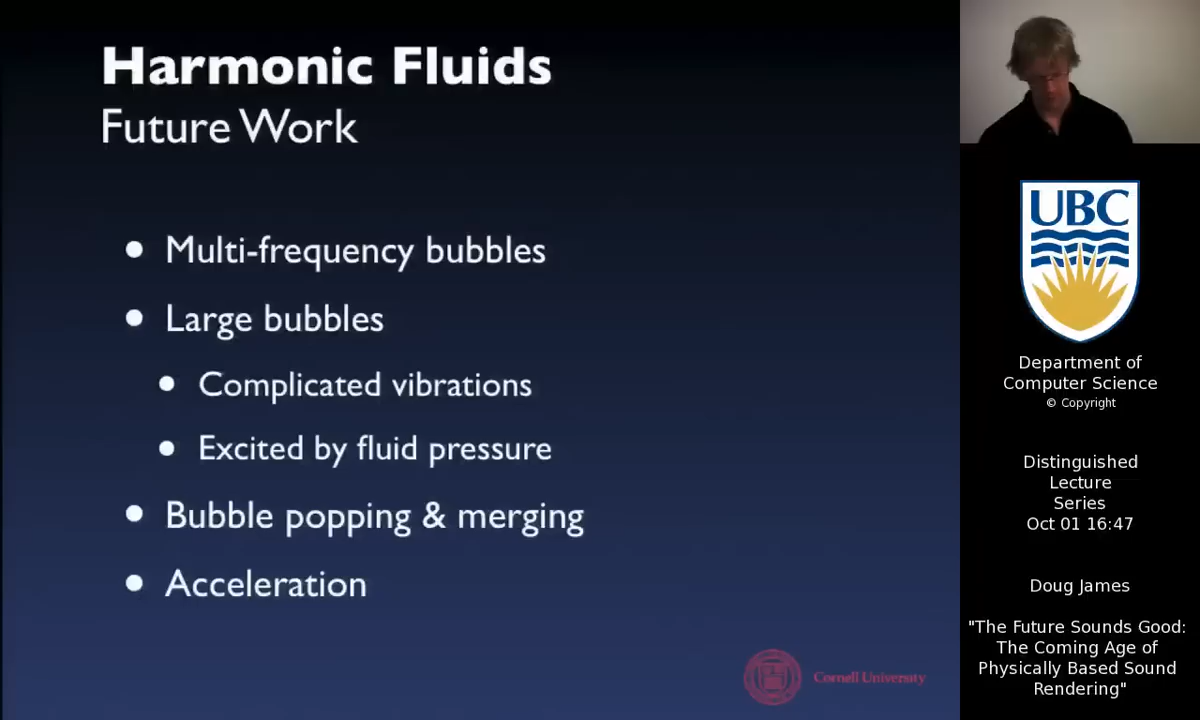 Harmonic Fluids
Future Work
• Multi-frequency bubbles
• Large bubbles
• Complicated vibrations
• Excited by fluid pressure
• Bubble popping & merging
• Acceleration
Cornell University
UBC
Department of
Computer Science
© Copyright
Distinguished
Lecture
Series
Oct 01 16:47
Doug James
"The Future Sounds Good:
The Coming Age of
Physically Based Sound
Rendering"